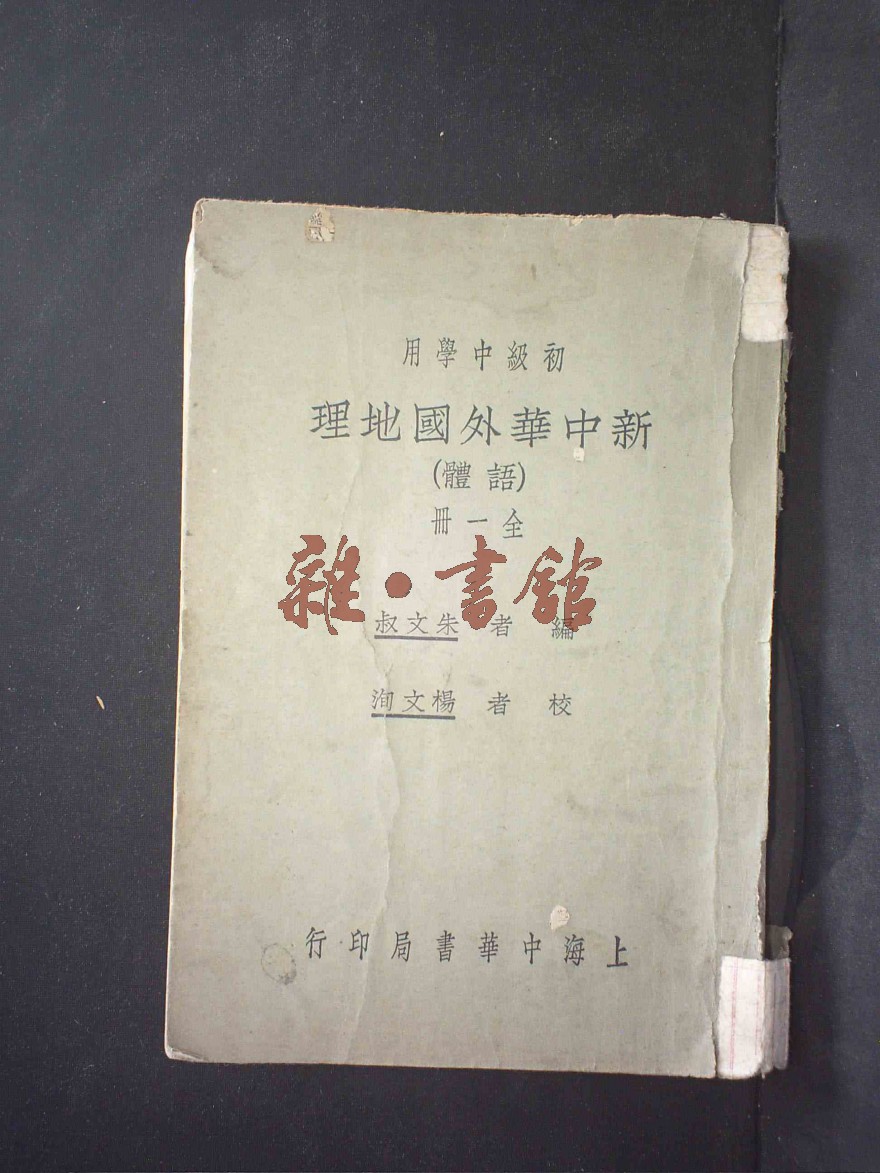 初級中學用
新中華外國地理
(語體)
全一冊
雜·書館
編者 朱文叔
校者 楊文洵
上海中華書局印行